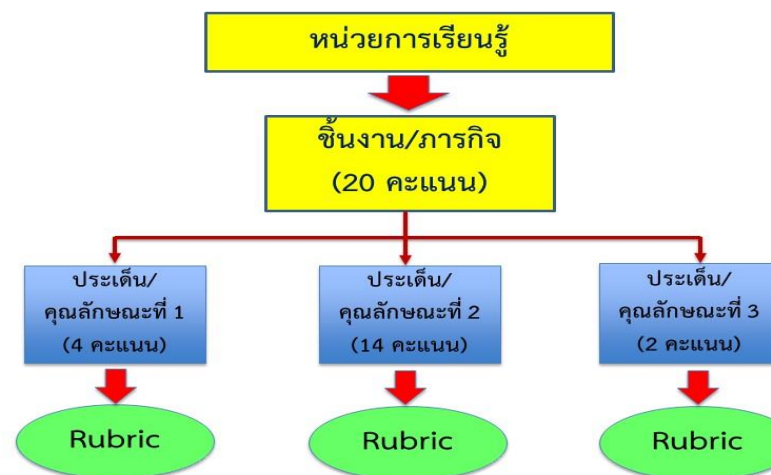 หน่วยการเรียนรู้
ชิ้นงาน/ภารกิจ
(20 คะแนน)
ประเด็น/
คุณลักษณะที่ 1
(4 คะแนน)
ประเด็น/
คุณลักษณะที่ 2
(14 คะแนน)
ประเด็น/
คุณลักษณะที่ 3
(2 คะแนน)
Rubric
Rubric
Rubric